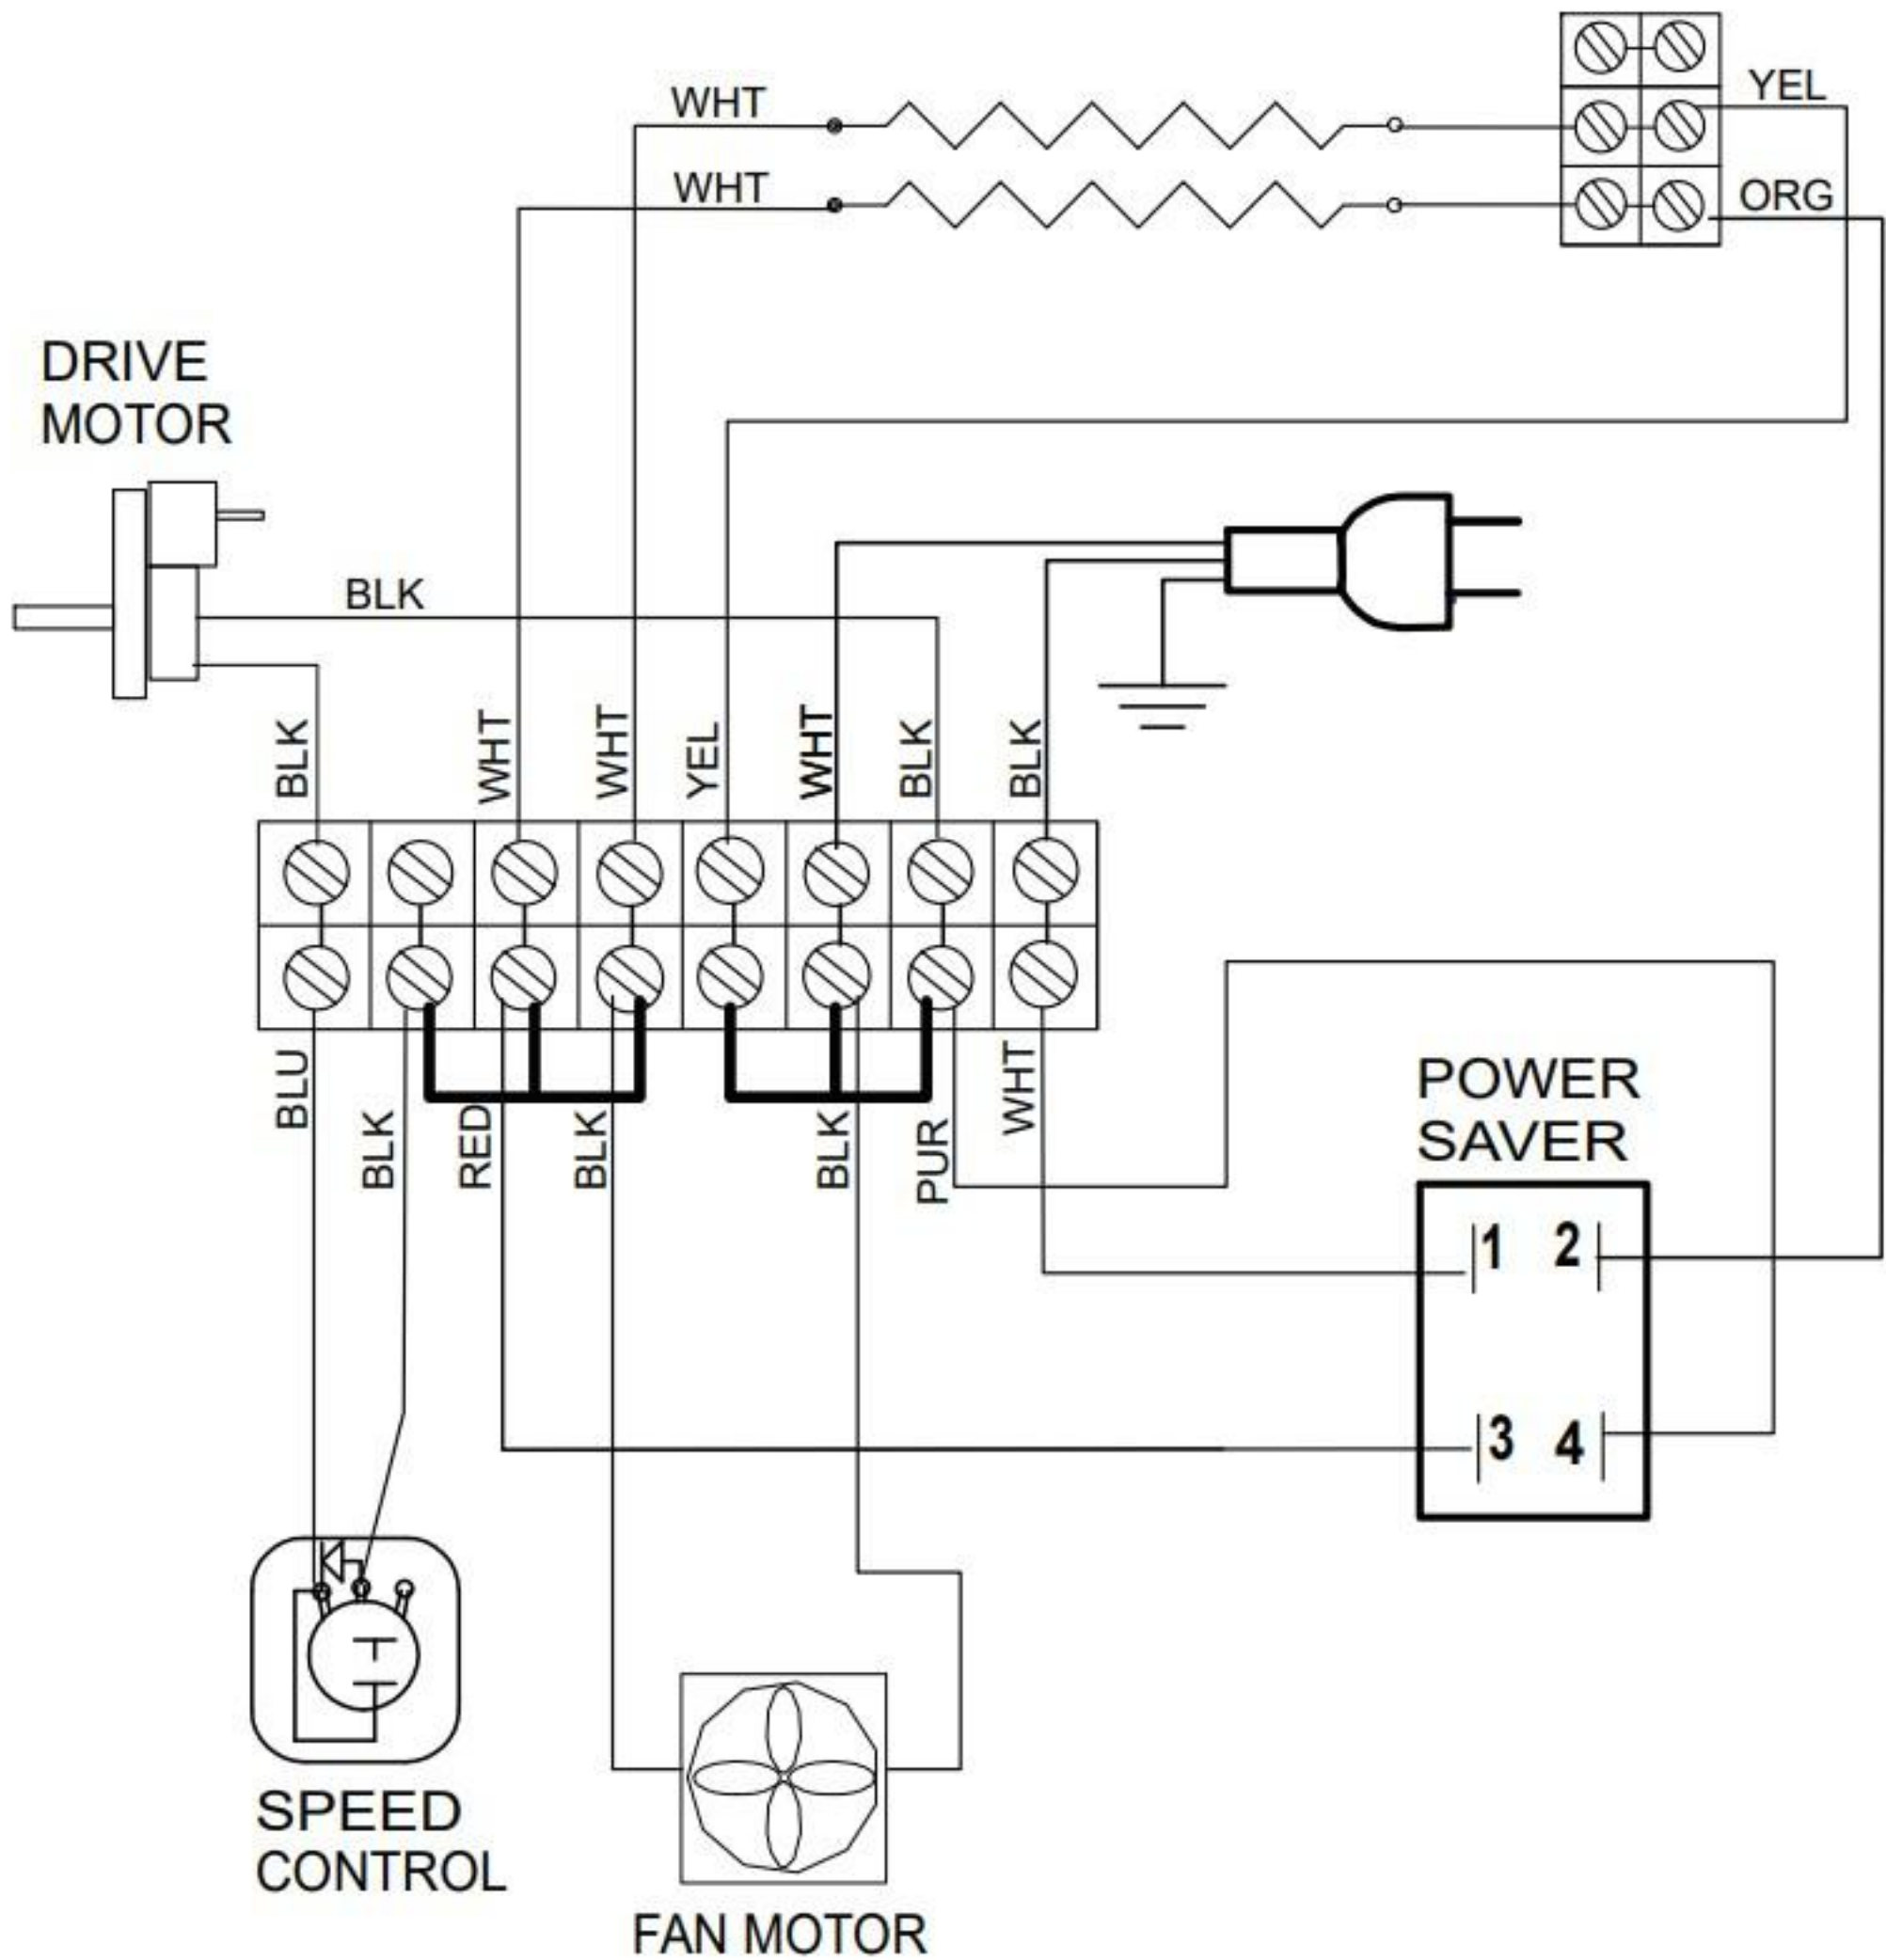 WHT
YEL
WHT
ORG
DRIVE
MOTOR
BLK
BLK
WHT
WHT
YEL
WHT
BLK
BLK
BLU
BLK
RED
BLK
BLK
PUR
WHT
POWER
SAVER
1 2
3 4
SPEED
CONTROL
FAN MOTOR